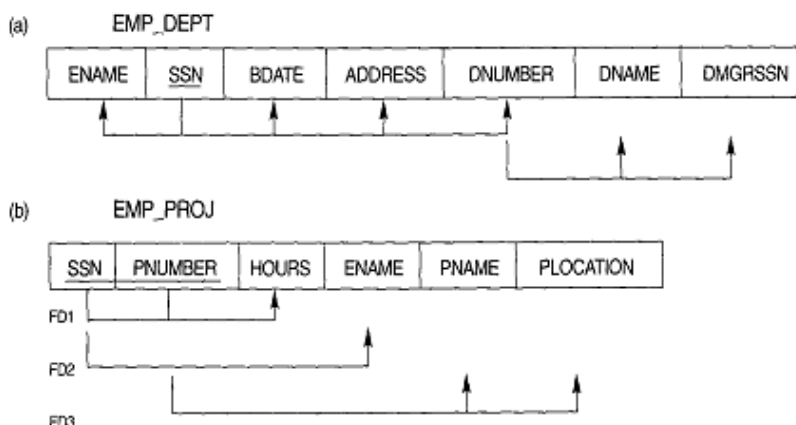 (a) EMP_DEPT
ENAME SSN BDATE ADDRESS DNUMBER DNAME DMGRSSN
(b) EMP_PROJ
SSN PNUMBER HOURS ENAME PNAME PLOCATION
FD1
FD2
FD3